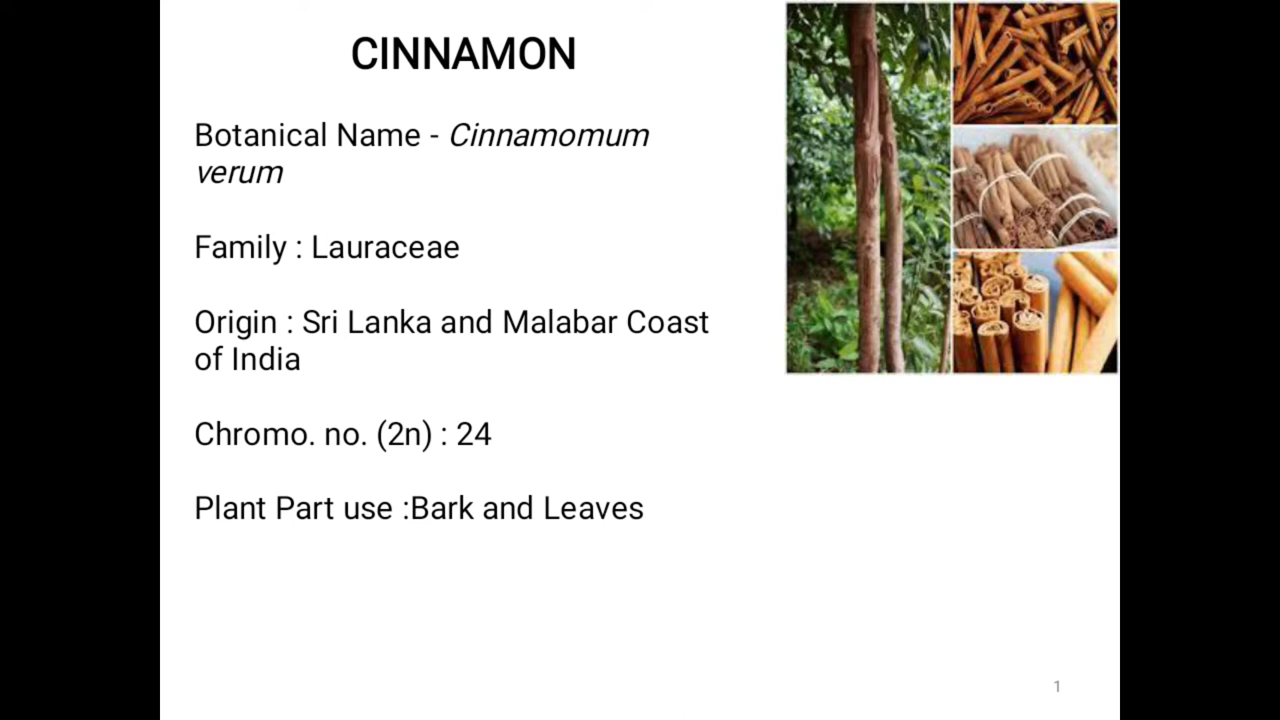 CINNAMON
Botanical Name - Cinnamomum
verum
Family : Lauraceae
Origin : Sri Lanka and Malabar Coast
of India
Chromo. no. (2n) : 24
Plant Part use :Bark and Leaves
1